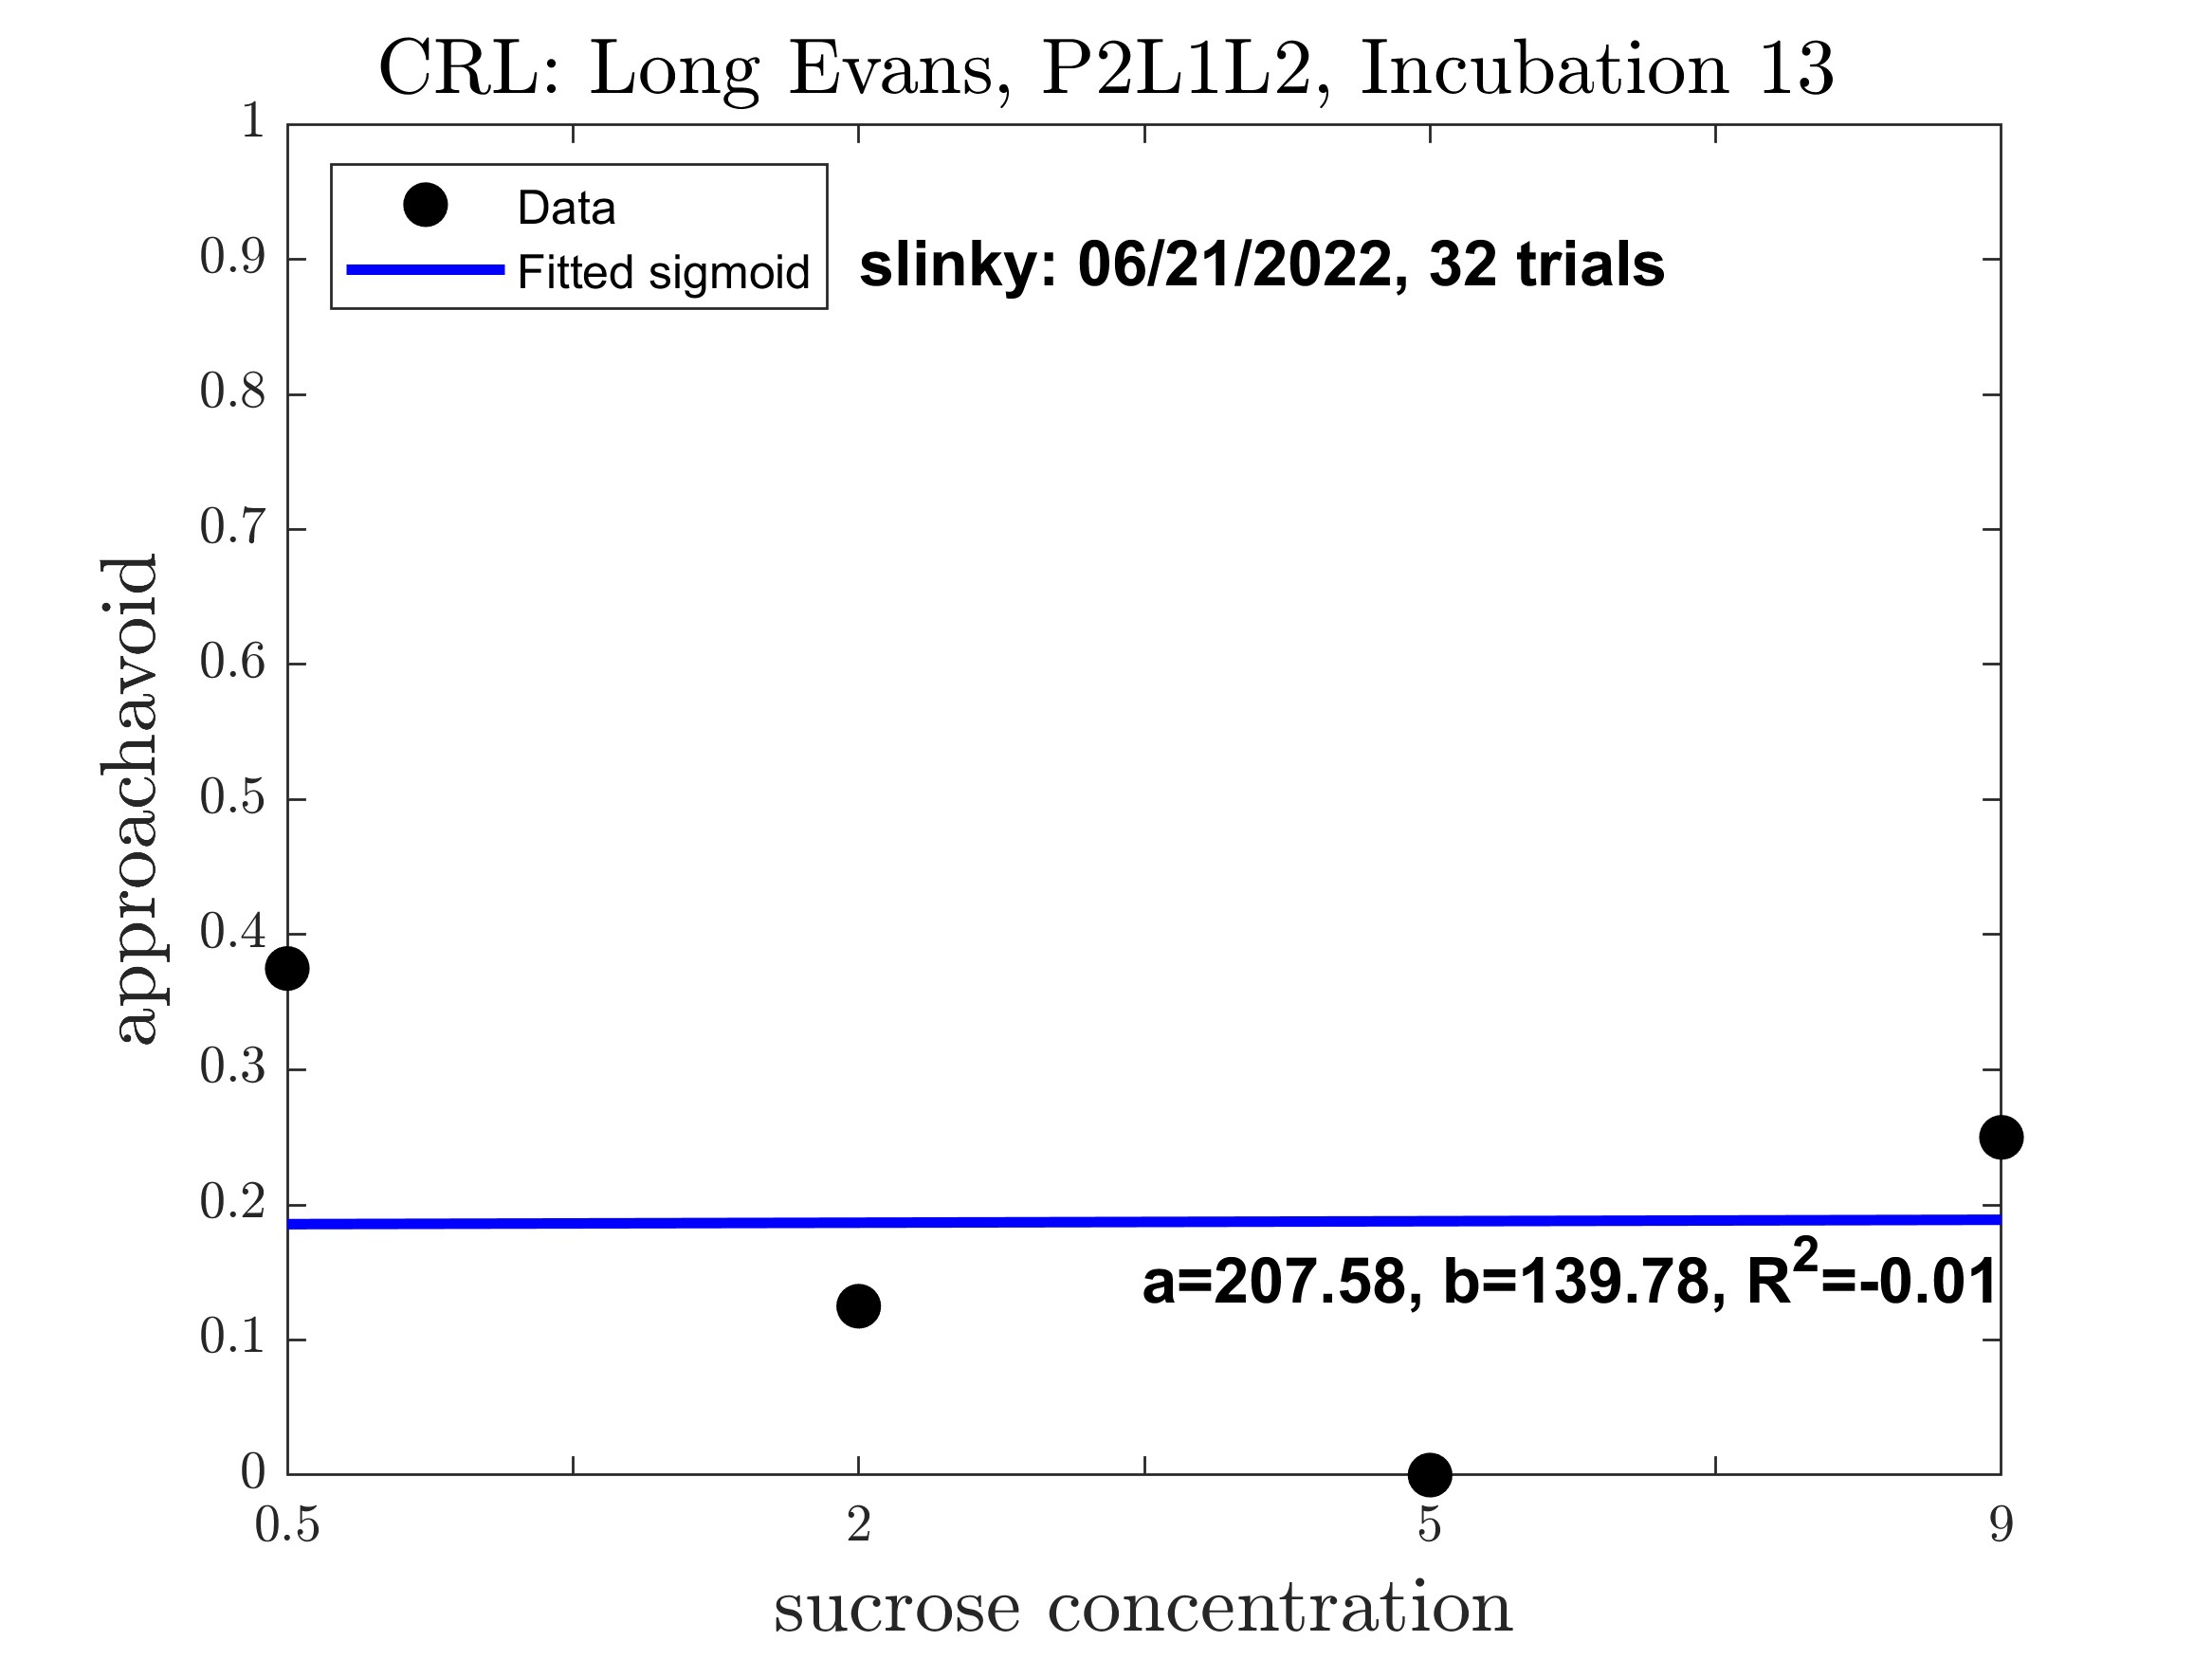 CRL: Long Evans, P2L1L2, Incubation 13
1
Data
Fitted sigmoid
slinky: 06/21/2022, 32 trials
0.9
0.8
0.7
0.6
0.5
0.4
0.3
0.2
0.1
0
approachavoid
a=207.58, b=139.78, R²=-0.01
0.5 2 5 9
sucrose concentration